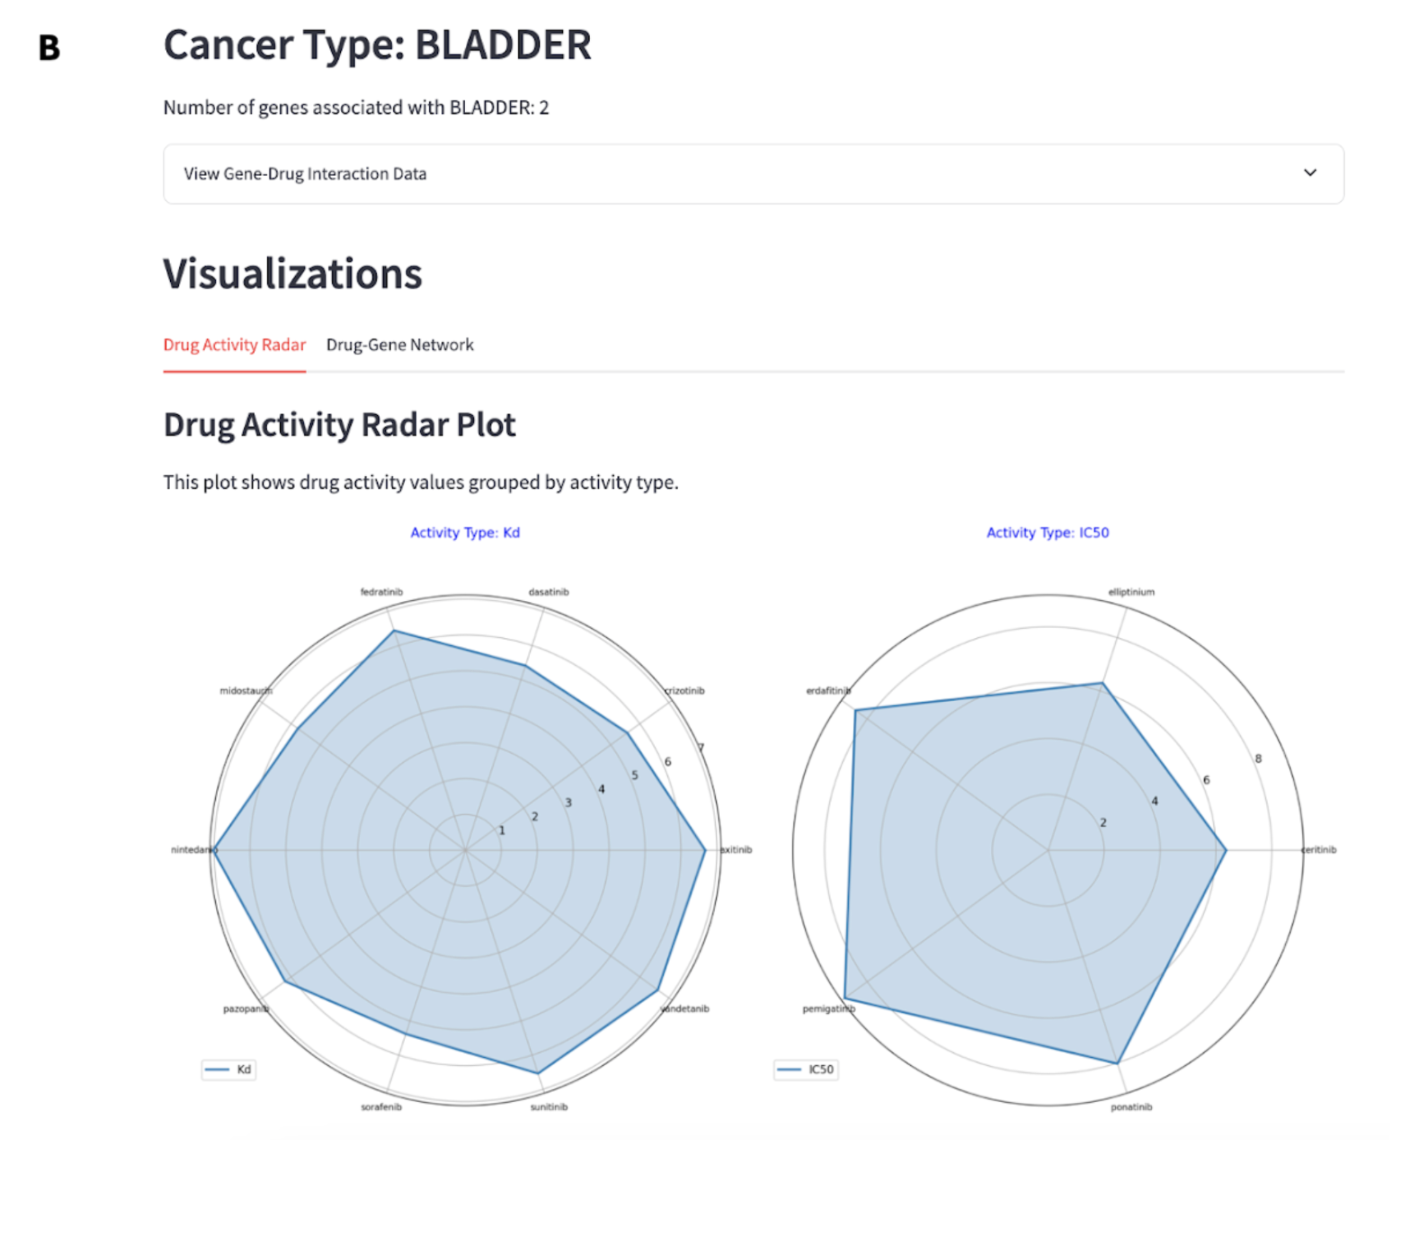 B
Cancer Type: BLADDER
Number of genes associated with BLADDER: 2
View Gene-Drug Interaction Data
Visualizations
Drug Activity Radar
Drug-Gene Network
Drug Activity Radar Plot
This plot shows drug activity values grouped by activity type.
Activity Type: Kd
fedratinib
dasatinib
midostaurin
crizotinib
7
6
5
4
3
2
1
nintedanib
axitinib
pazopanib
vandetanib
Kd
sorafenib
sunitinib
Activity Type: IC50
elliptinium
erdafitinib
8
6
4
2
ceritinib
pemigatinib
IC50
ponatinib